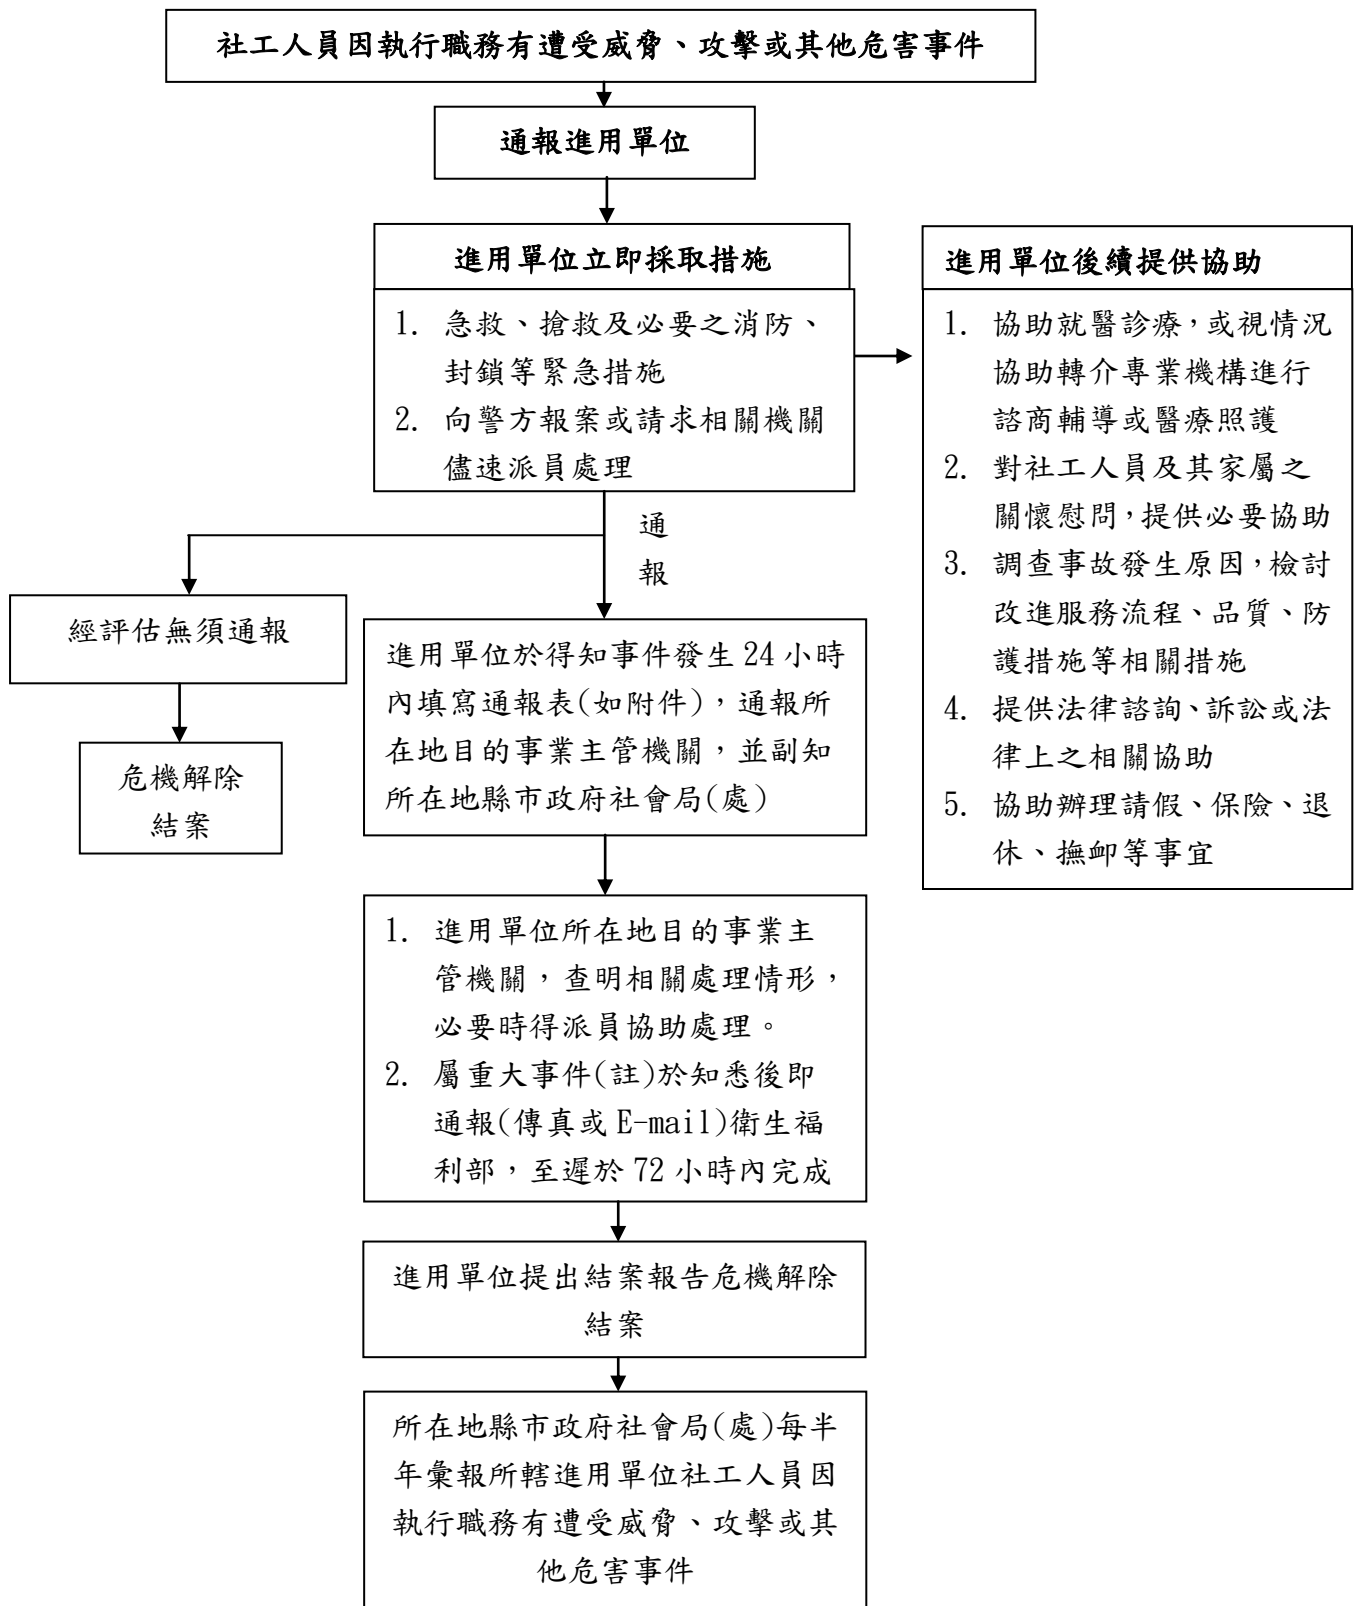 社工人員因執行職務有遭受威脅、攻擊或其他危害事件
通報進用單位
進用單位立即採取措施
1. 急救、搶救及必要之消防、
封鎖等緊急措施
2. 向警方報案或請求相關機關
儘速派員處理
進用單位後續提供協助
1. 協助就醫診療，或視情況
協助轉介專業機構進行
諮商輔導或醫療照護
2. 對社工人員及其家屬之
關懷慰問，提供必要協助
3. 調查事故發生原因，檢討
改進服務流程、品質、防
護措施等相關措施
4. 提供法律諮詢、訴訟或法
律上之相關協助
5. 協助辦理請假、保險、退
休、撫卹等事宜
通
報
經評估無須通報
危機解除
結案
進用單位於得知事件發生 24 小時
內填寫通報表(如附件)，通報所
在地目的事業主管機關，並副知
所在地縣市政府社會局(處)
1. 進用單位所在地目的事業主
管機關，查明相關處理情形，
必要時得派員協助處理。
2. 屬重大事件(註)於知悉後即
通報(傳真或 E-mail)衛生福
利部，至遲於 72 小時內完成
進用單位提出結案報告危機解除
結案
所在地縣市政府社會局(處)每半
年彙報所轄進用單位社工人員因
執行職務有遭受威脅、攻擊或其
他危害事件